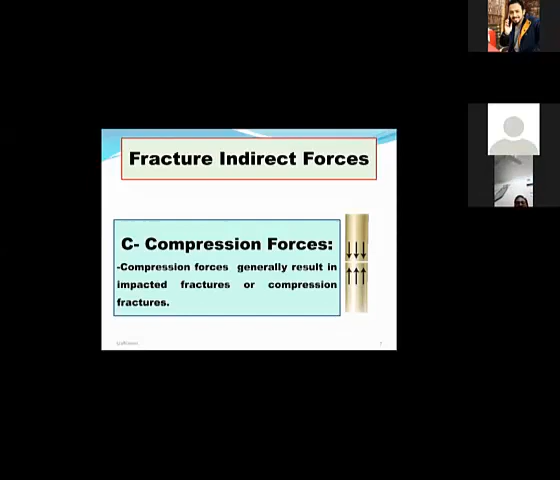 Fracture Indirect Forces
C- Compression Forces:
-Compression forces generally result in
impacted fractures or compression
fractures.